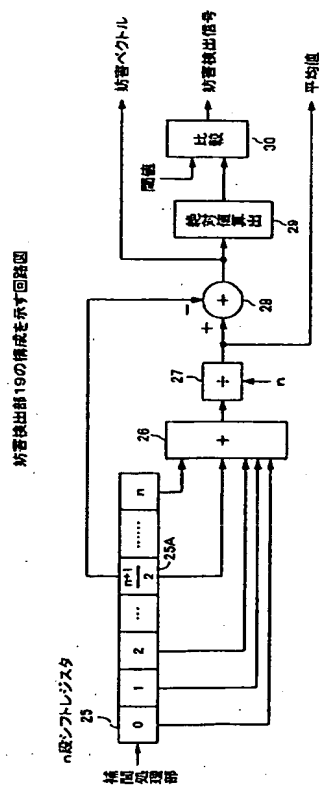 妨害検出部19の構成を示す回路図
n段シフトレジスタ
25
補間処理部
0
1
2
...
n+1
2
......
n
25A
26
+
27
÷
n
−
+
+
28
絶対値算出
29
閾値
比較
30
妨害ベクトル
妨害検出信号
平均値